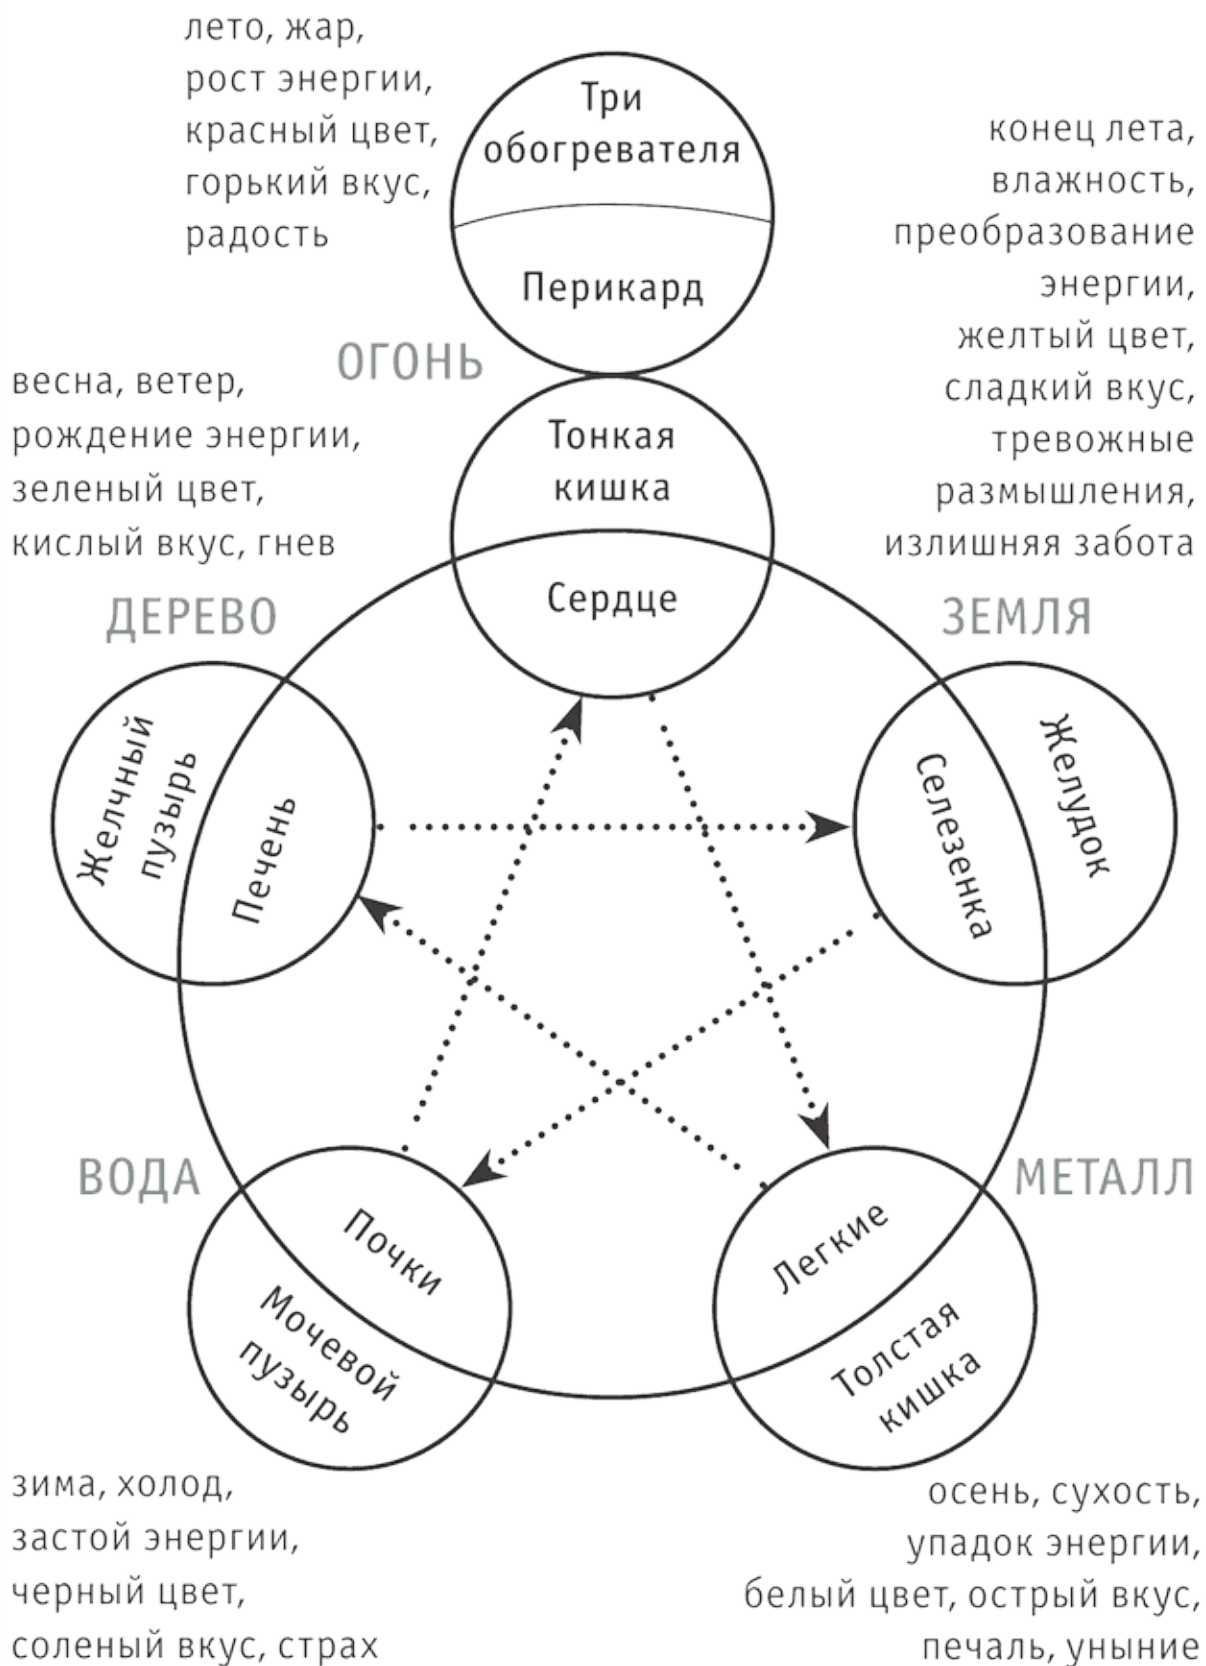 лето, жар,
рост энергии,
красный цвет,
горький вкус,
радость
Три
обогревателя
Перикард
конец лета,
влажность,
преобразование
энергии,
желтый цвет,
сладкий вкус,
тревожные
размышления,
излишняя забота
ОГОНЬ
весна, ветер,
рождение энергии,
зеленый цвет,
кислый вкус, гнев
Тонкая
кишка
Сердце
ДЕРЕВО
ЗЕМЛЯ
Желчный
пузырь
Печень
Селезенка
Желудок
ВОДА
МЕТАЛЛ
Почки
Мочевой
пузырь
Легкие
Толстая
кишка
зима, холод,
застой энергии,
черный цвет,
соленый вкус, страх
осень, сухость,
упадок энергии,
белый цвет, острый вкус,
печаль, уныние